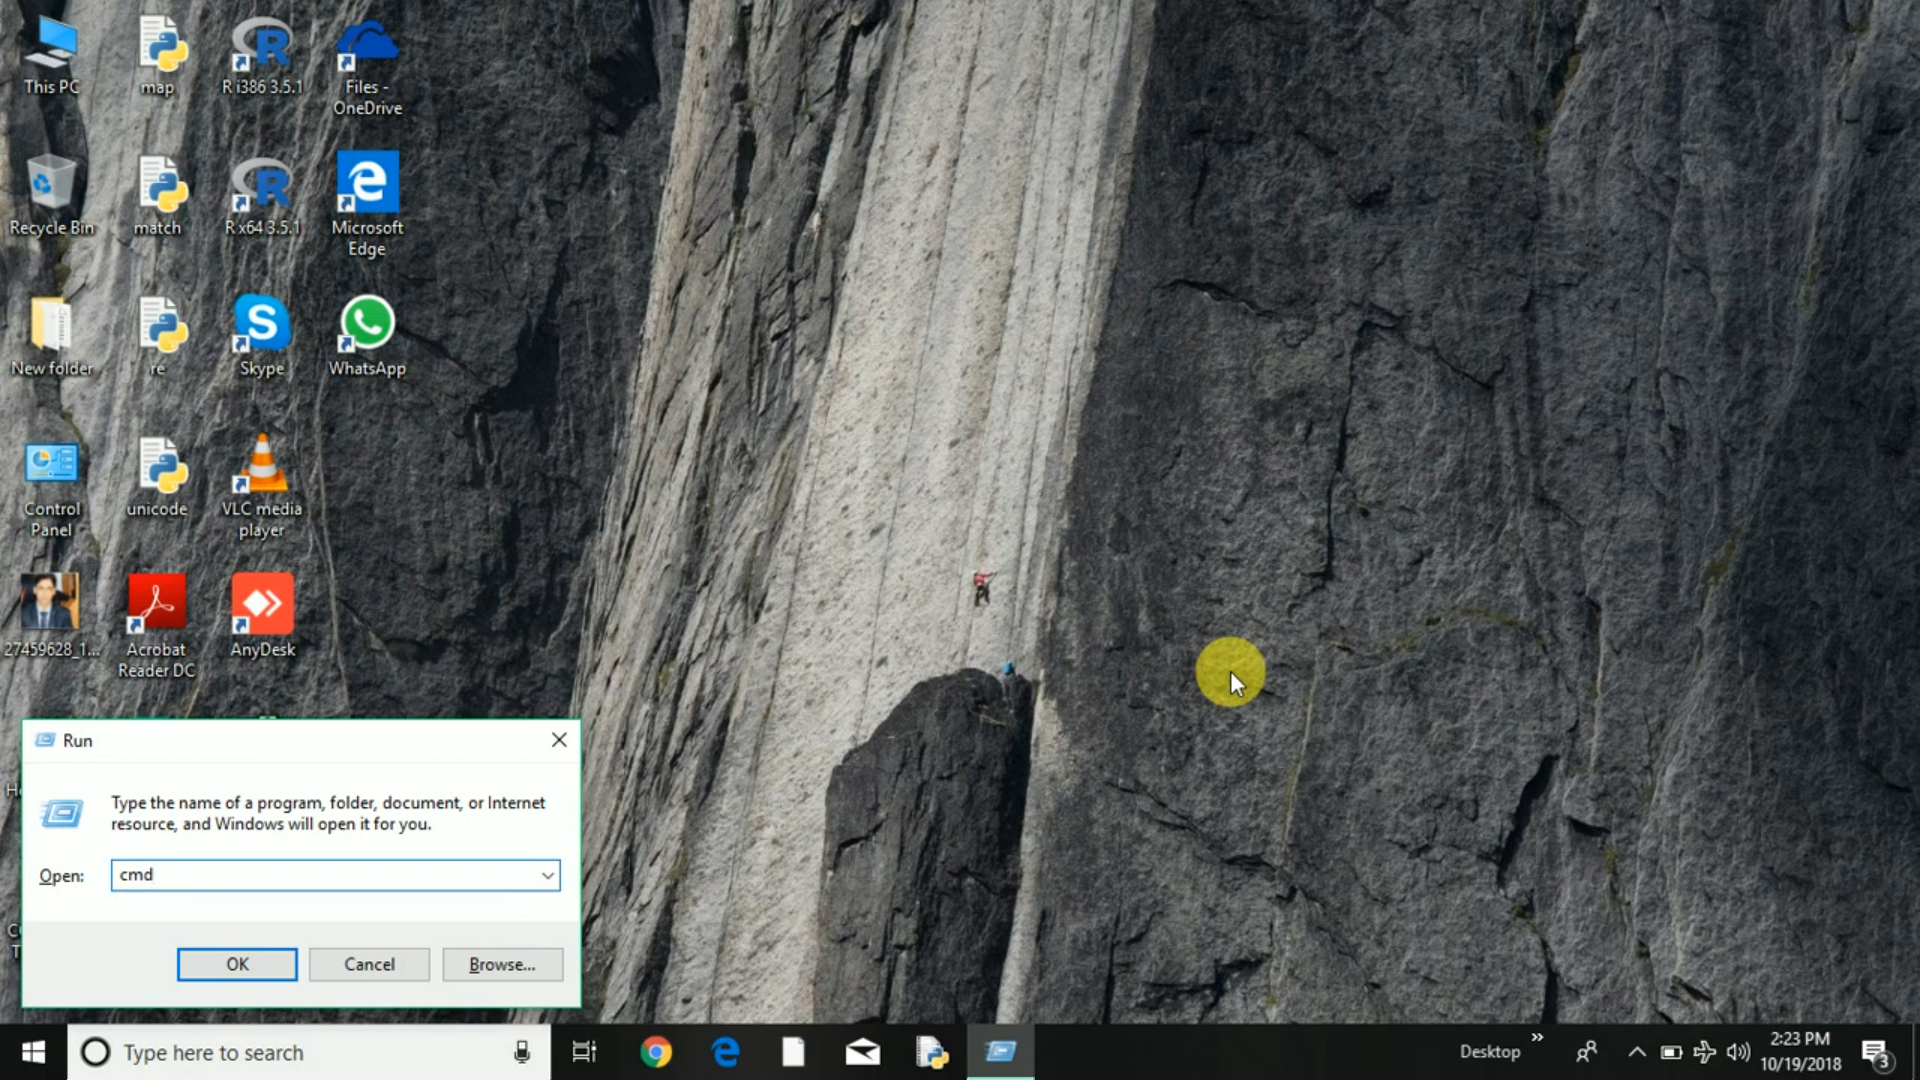 This PC
map
R i386 3.5.1
Files -
OneDrive
Recycle Bin
match
R x64 3.5.1
Microsoft
Edge
New folder
re
Skype
WhatsApp
Control
Panel
unicode
VLC media
player
27459628_1...
Acrobat
Reader DC
AnyDesk
Run
Type the name of a program, folder, document, or Internet
resource, and Windows will open it for you.
Open:
cmd
OK
Cancel
Browse...
Type here to search
Desktop
2:23 PM
10/19/2018
3